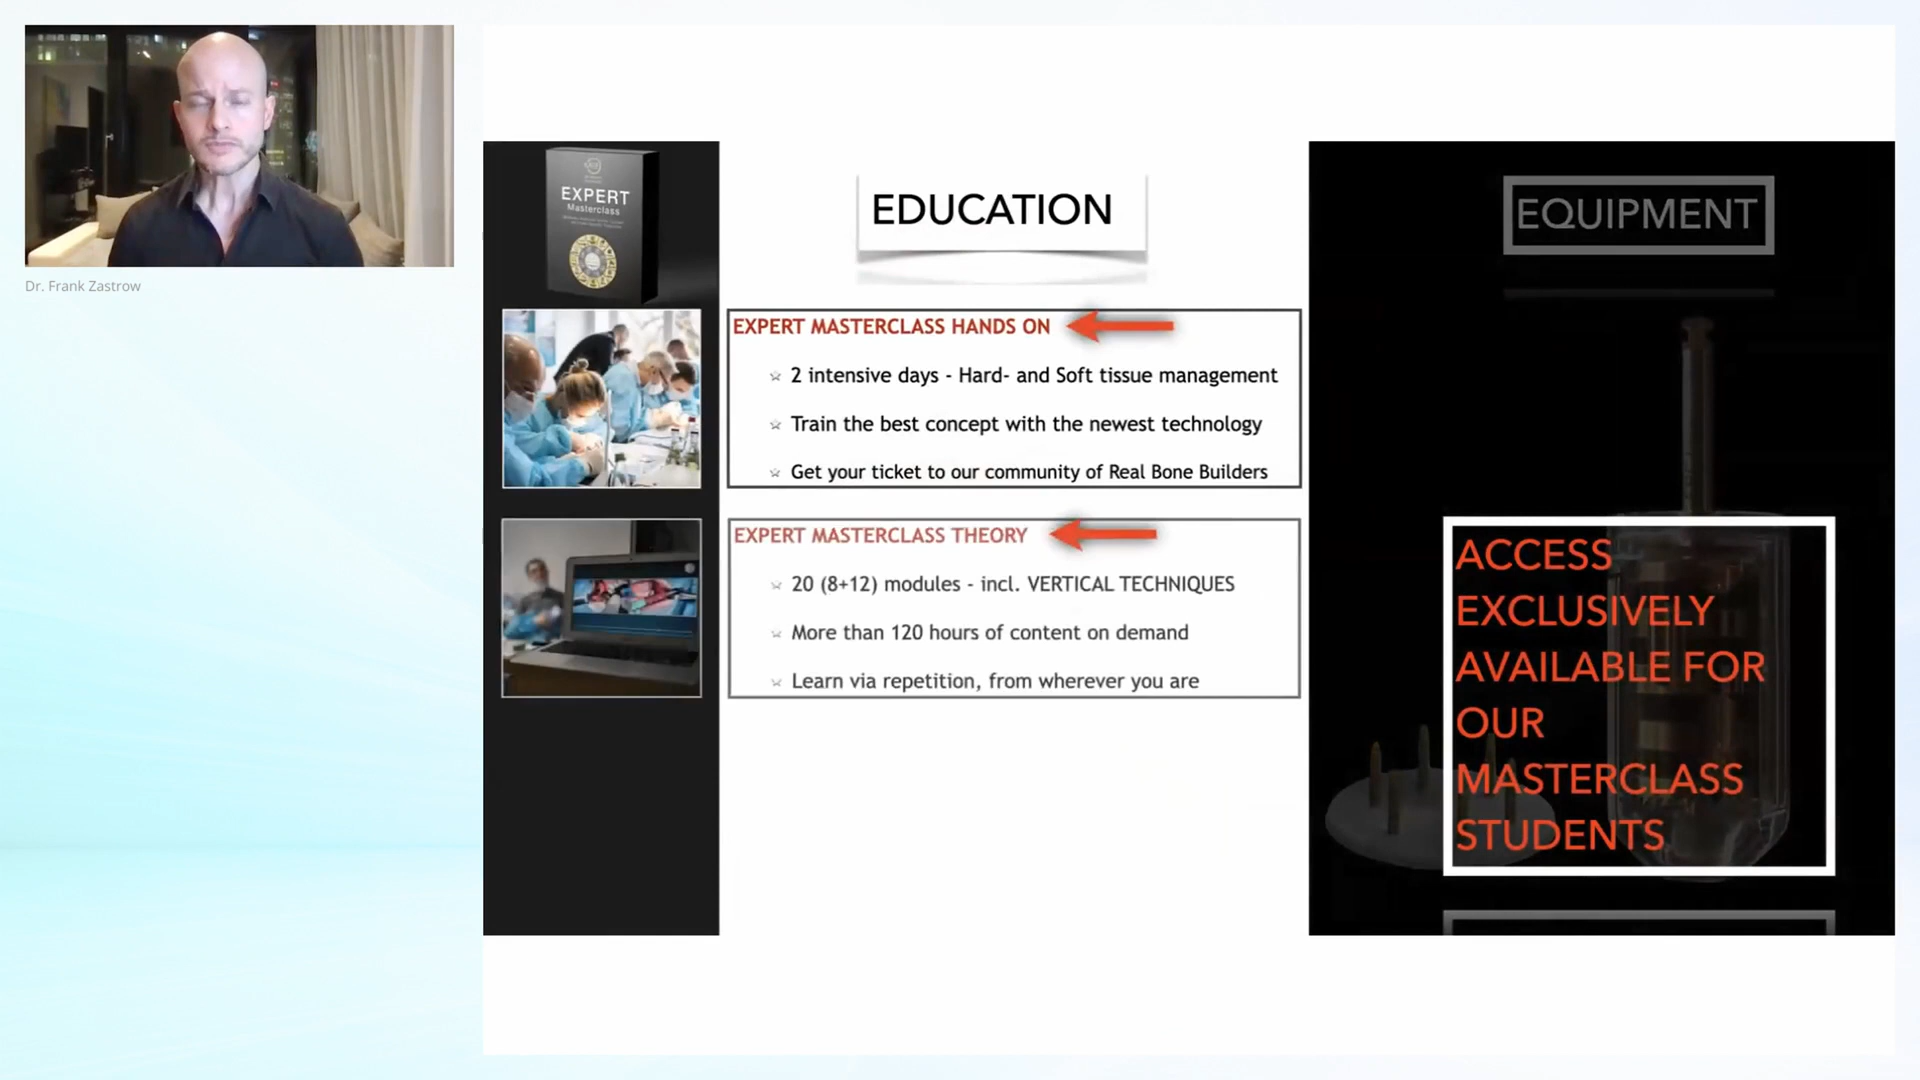 Dr. Frank Zastrow
EXPERT
Masterclass
EDUCATION
EXPERT MASTERCLASS HANDS ON
2 intensive days - Hard- and Soft tissue management
Train the best concept with the newest technology
Get your ticket to our community of Real Bone Builders
EXPERT MASTERCLASS THEORY
20 (8+12) modules - incl. VERTICAL TECHNIQUES
More than 120 hours of content on demand
Learn via repetition, from wherever you are
EQUIPMENT
ACCESS
EXCLUSIVELY
AVAILABLE FOR
OUR
MASTERCLASS
STUDENTS